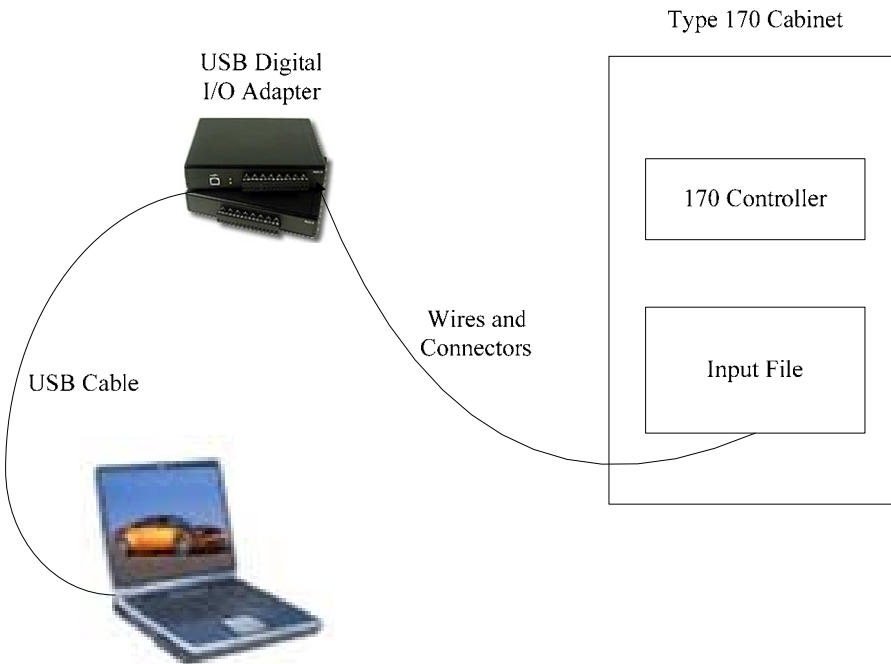 Type 170 Cabinet
USB Digital
I/O Adapter
170 Controller
Wires and
Connectors
Input File
USB Cable